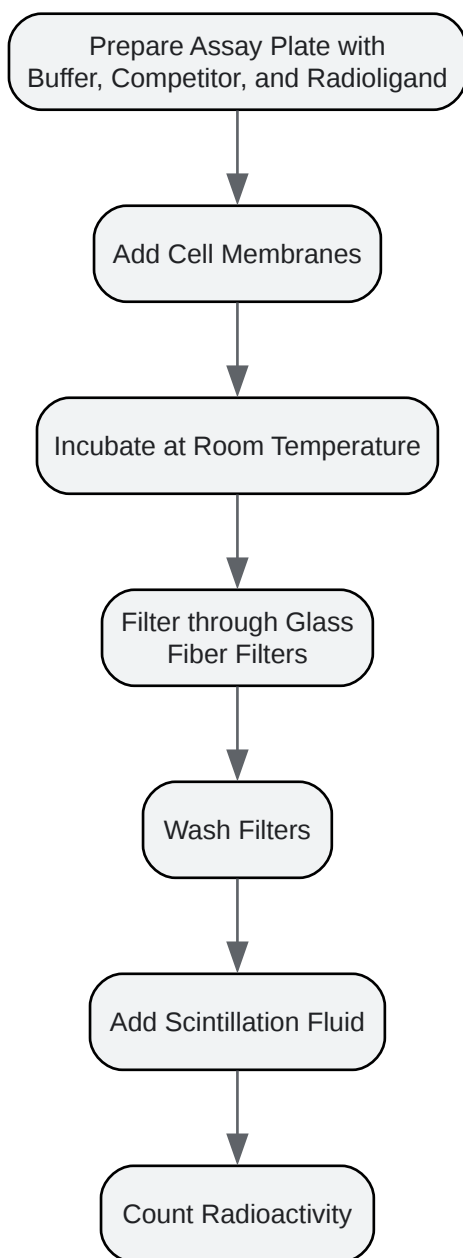 Prepare Assay Plate with
Buffer, Competitor, and Radioligand
Add Cell Membranes
Incubate at Room Temperature
Filter through Glass
Fiber Filters
Wash Filters
Add Scintillation Fluid
Count Radioactivity